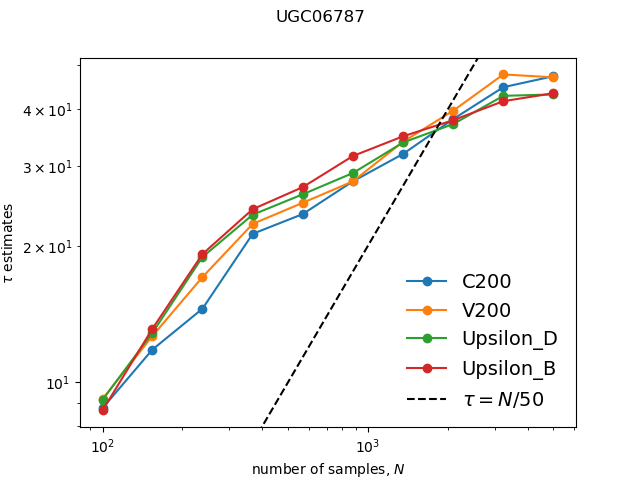 UGC06787
τ estimates
4 × 10¹
3 × 10¹
2 × 10¹
10¹
10²
10³
number of samples, N
C200
V200
Upsilon_D
Upsilon_B
τ = N/50